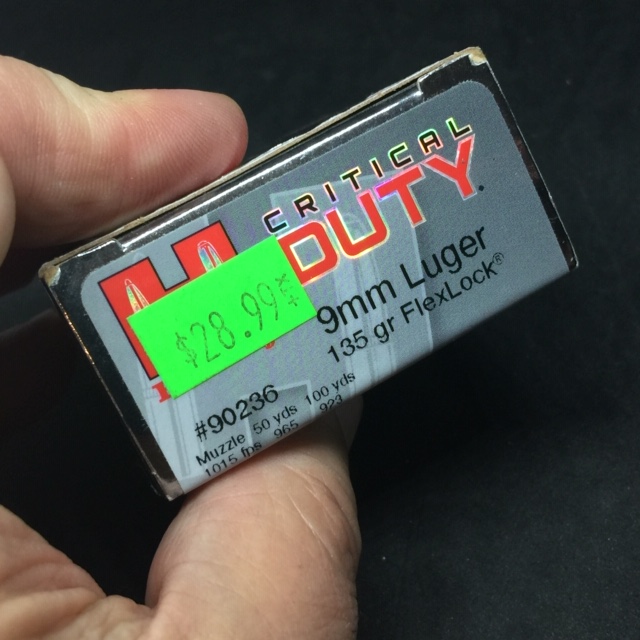 CRITICAL
DUTY.
H
$28.99
9mm Luger
135 gr FlexLock®
#90236
Muzzle 50 yds 100 yds
1015 fps 965 923